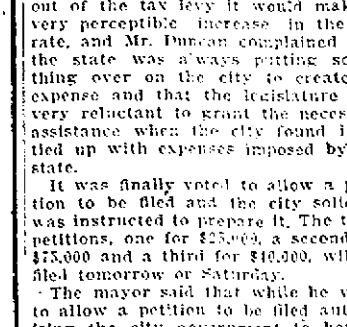 out of the tax levy it would mak
very perceptible increase in the
rate, and Mr. Duncan complained
the state was always putting so
thing over on the city to create
expense and that the legislature
very reluctant to grant the neces
assistance when the city found i
tied up with expenses imposed by
state.
It was finally voted to allow a p
tion to be filed and the city solic
was instructed to prepare it. The t
petitions, one for $25,000, a second
$75,000 and a third for $10,000, wil
filed tomorrow or Saturday.
The mayor said that while he v
to allow a petition to be filed aut
the city government to